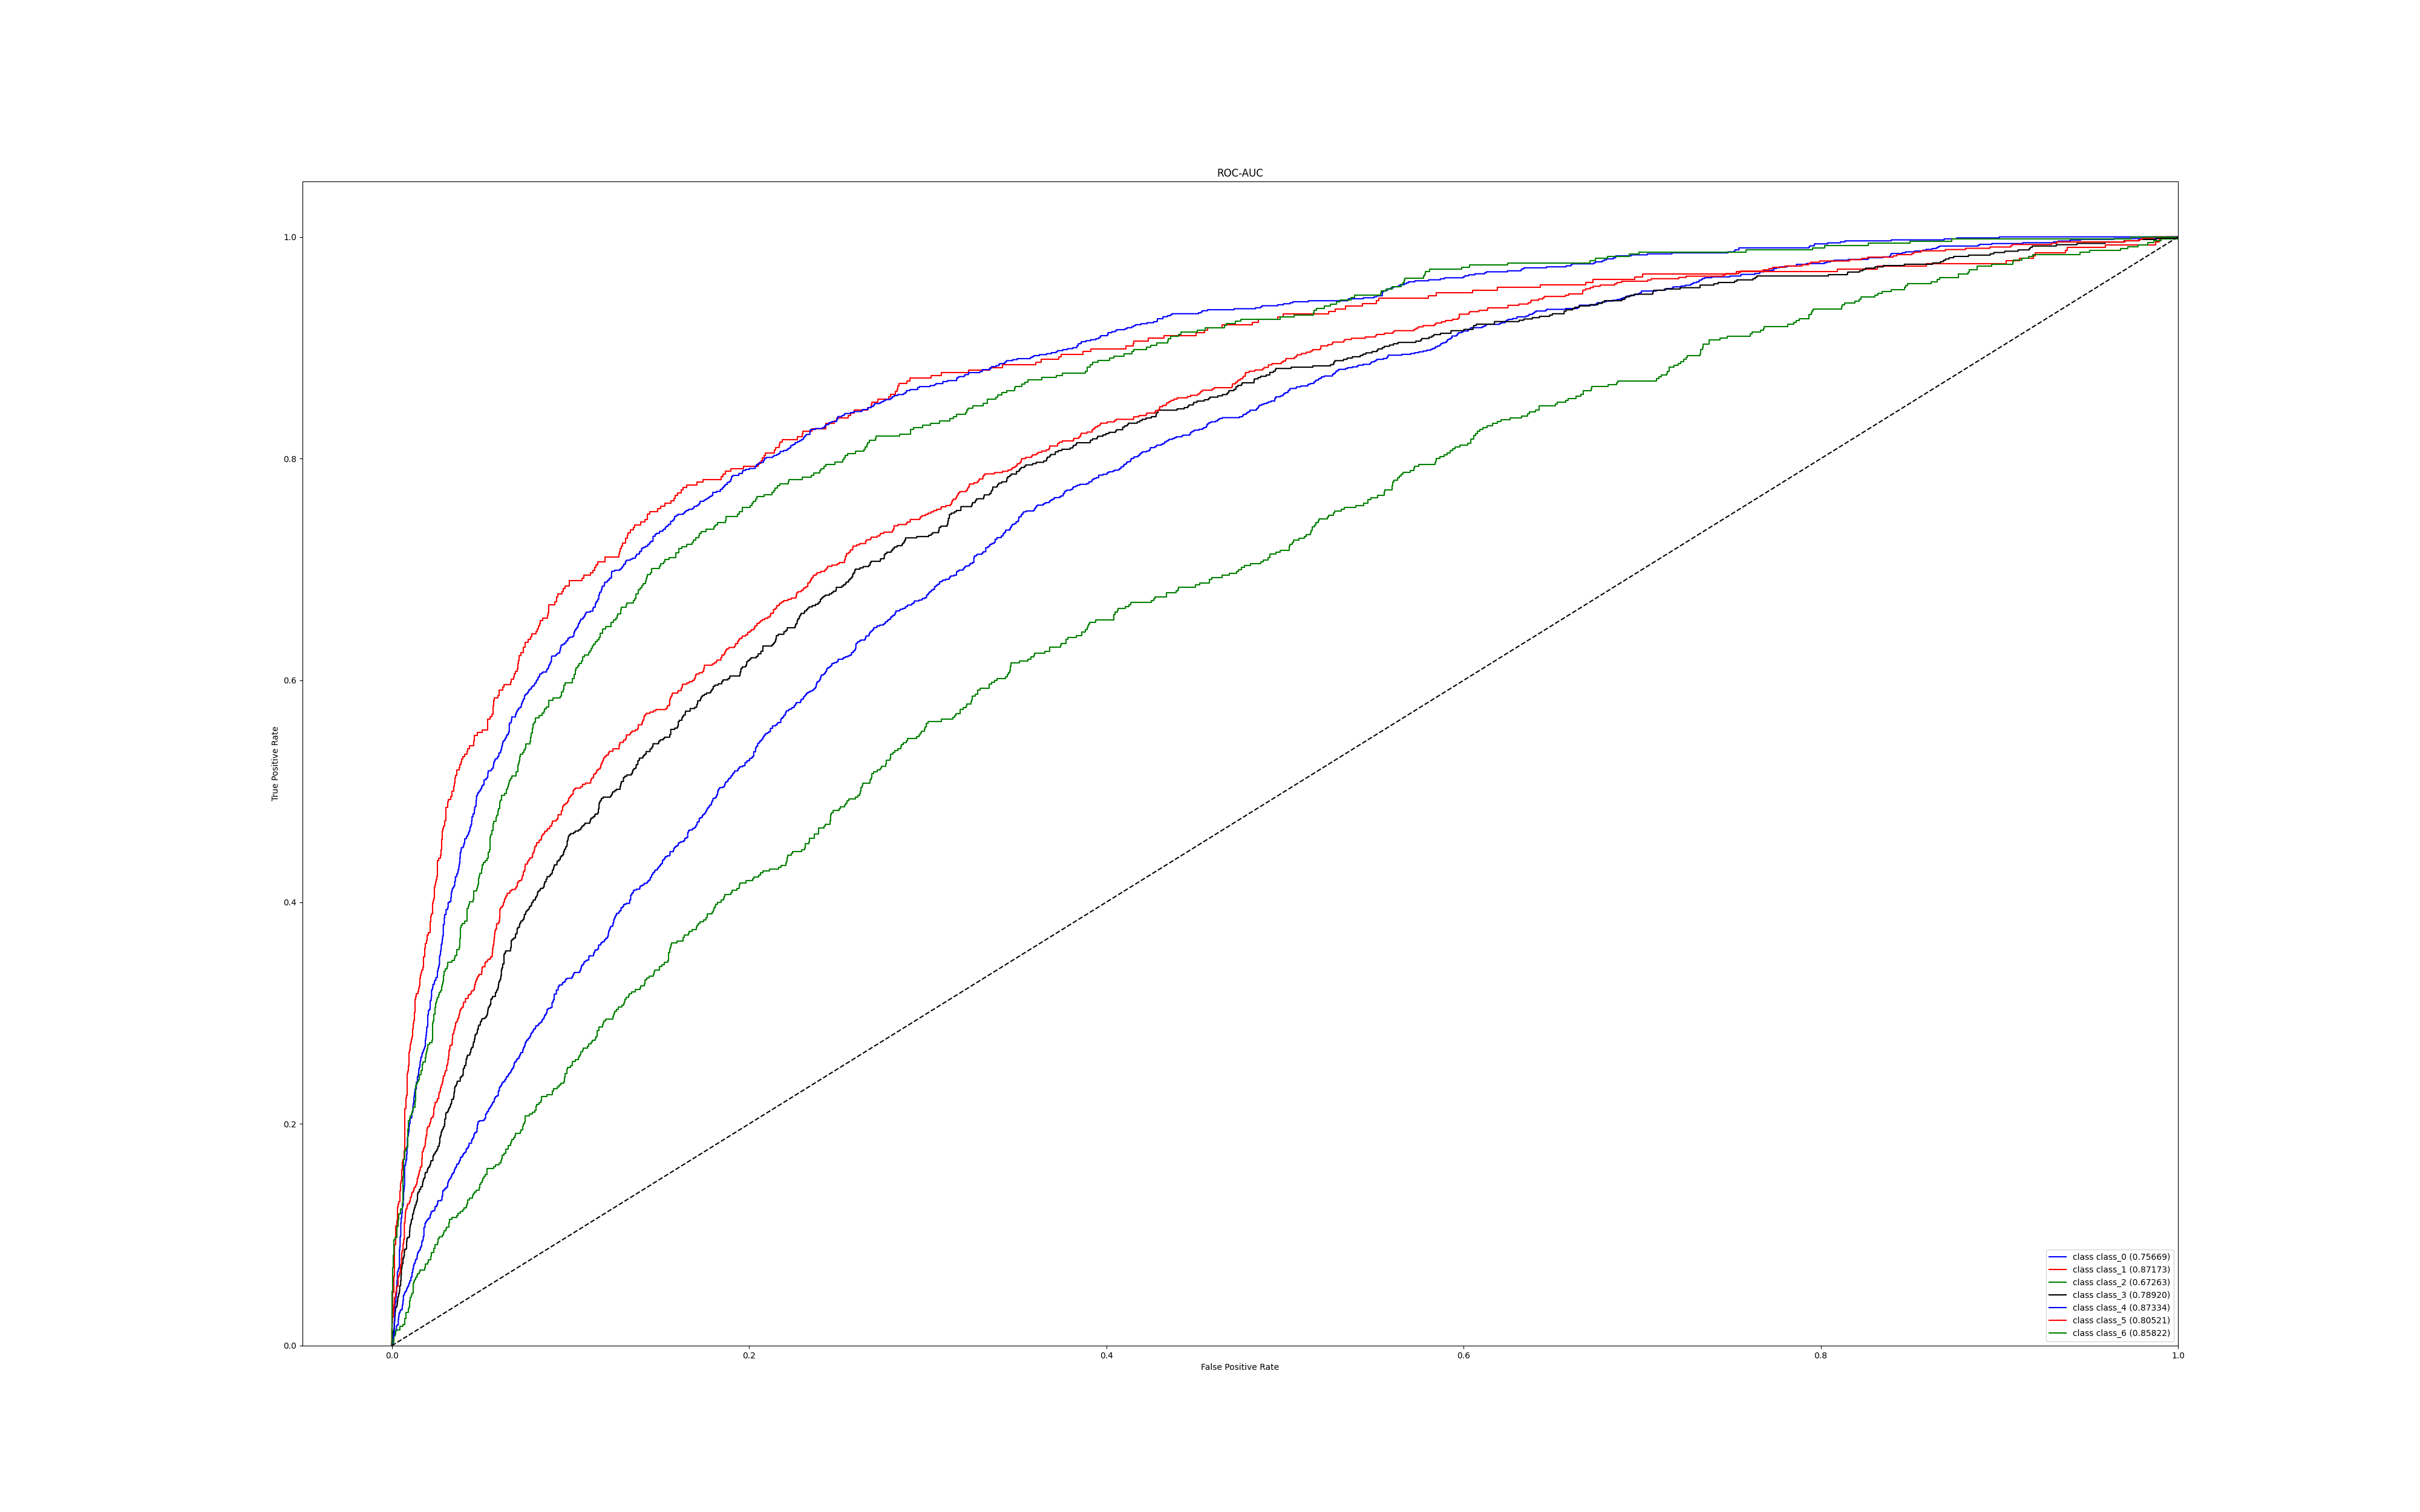 ROC-AUC
1.0
0.8
0.6
0.4
0.2
0.0
True Positive Rate
0.0 0.2 0.4 0.6 0.8 1.0
False Positive Rate
class class_0 (0.75669)
class class_1 (0.87173)
class class_2 (0.67263)
class class_3 (0.78920)
class class_4 (0.87334)
class class_5 (0.80521)
class class_6 (0.85822)